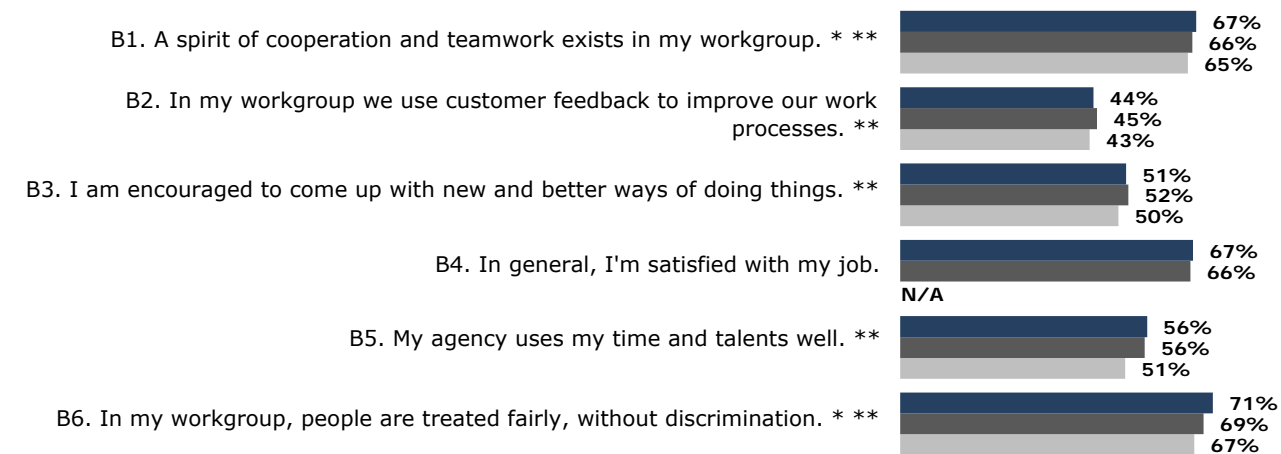 B1. A spirit of cooperation and teamwork exists in my workgroup. * **
67%
66%
65%
B2. In my workgroup we use customer feedback to improve our work
processes. **
44%
45%
43%
B3. I am encouraged to come up with new and better ways of doing things. **
51%
52%
50%
B4. In general, I'm satisfied with my job.
67%
66%
N/A
B5. My agency uses my time and talents well. **
56%
56%
51%
B6. In my workgroup, people are treated fairly, without discrimination. * **
71%
69%
67%